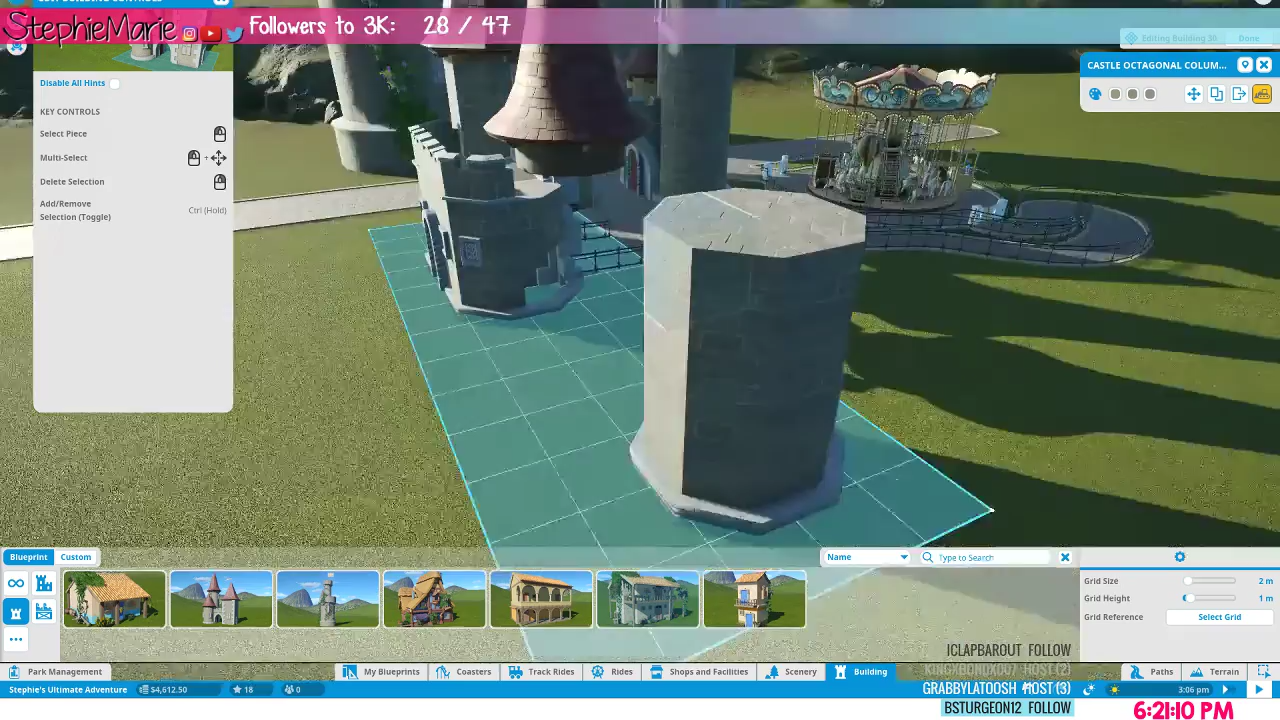 StephieMarie
Followers to 3K: 28 / 47
Editing Building 30
Done
Disable All Hints
KEY CONTROLS
Select Piece
Multi-Select
+
Delete Selection
Add/Remove
Selection (Toggle)
Ctrl (Hold)
CASTLE OCTAGONAL COLUM...
Blueprint
Custom
Name
Type to Search
Grid Size
2 m
Grid Height
1 m
Grid Reference
Select Grid
ICLAPBAROUT FOLLOW
Park Management
My Blueprints
Coasters
Track Rides
Rides
Shops and Facilities
Scenery
Building
Paths
Terrain
Stephie's Ultimate Adventure
$4,612.50
18
0
GRABBYLATOOSH HOST (3)
3:06 pm
BSTURGEON12 FOLLOW
6:21:10 PM